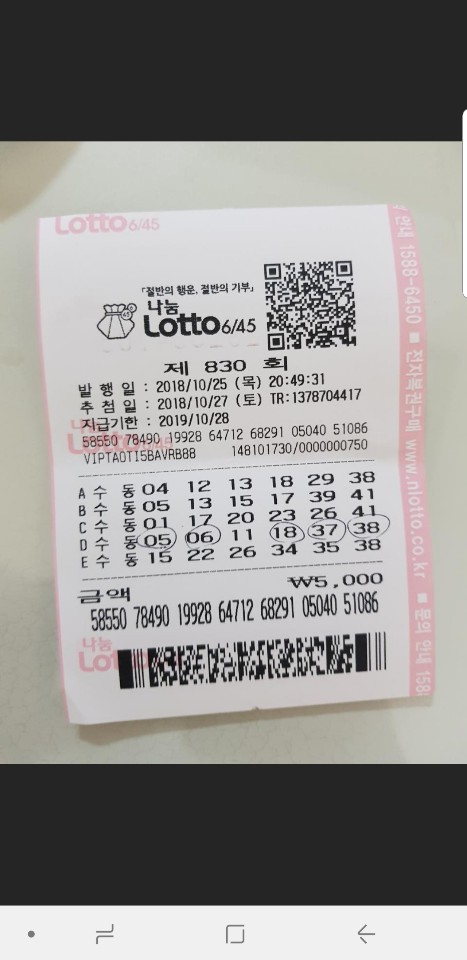 Lotto 6/45
「절반의 행운, 절반의 기부」
나눔
Lotto 6/45
제 830 회
발 행 일 : 2018/10/25 (목) 20:49:31
추 첨 일 : 2018/10/27 (토) TR:1378704417
지급기한 : 2019/10/28
58550 78490 19928 64712 68291 05040 51086
VIPTAOTI5BAVRB88 148101730/0000000750
A 수 동 04 12 13 18 29 38
B 수 동 05 13 15 17 39 41
C 수 동 01 17 20 23 26 41
D 수 동 05 06 11 18 37 38
E 수 동 15 22 26 34 35 38
금액 ₩5,000
58550 78490 19928 64712 68291 05040 51086
나눔
Lot
안내 1588-6450 ■ 전자복권구매 www.nlotto.co.kr ■ 문의 안내 158